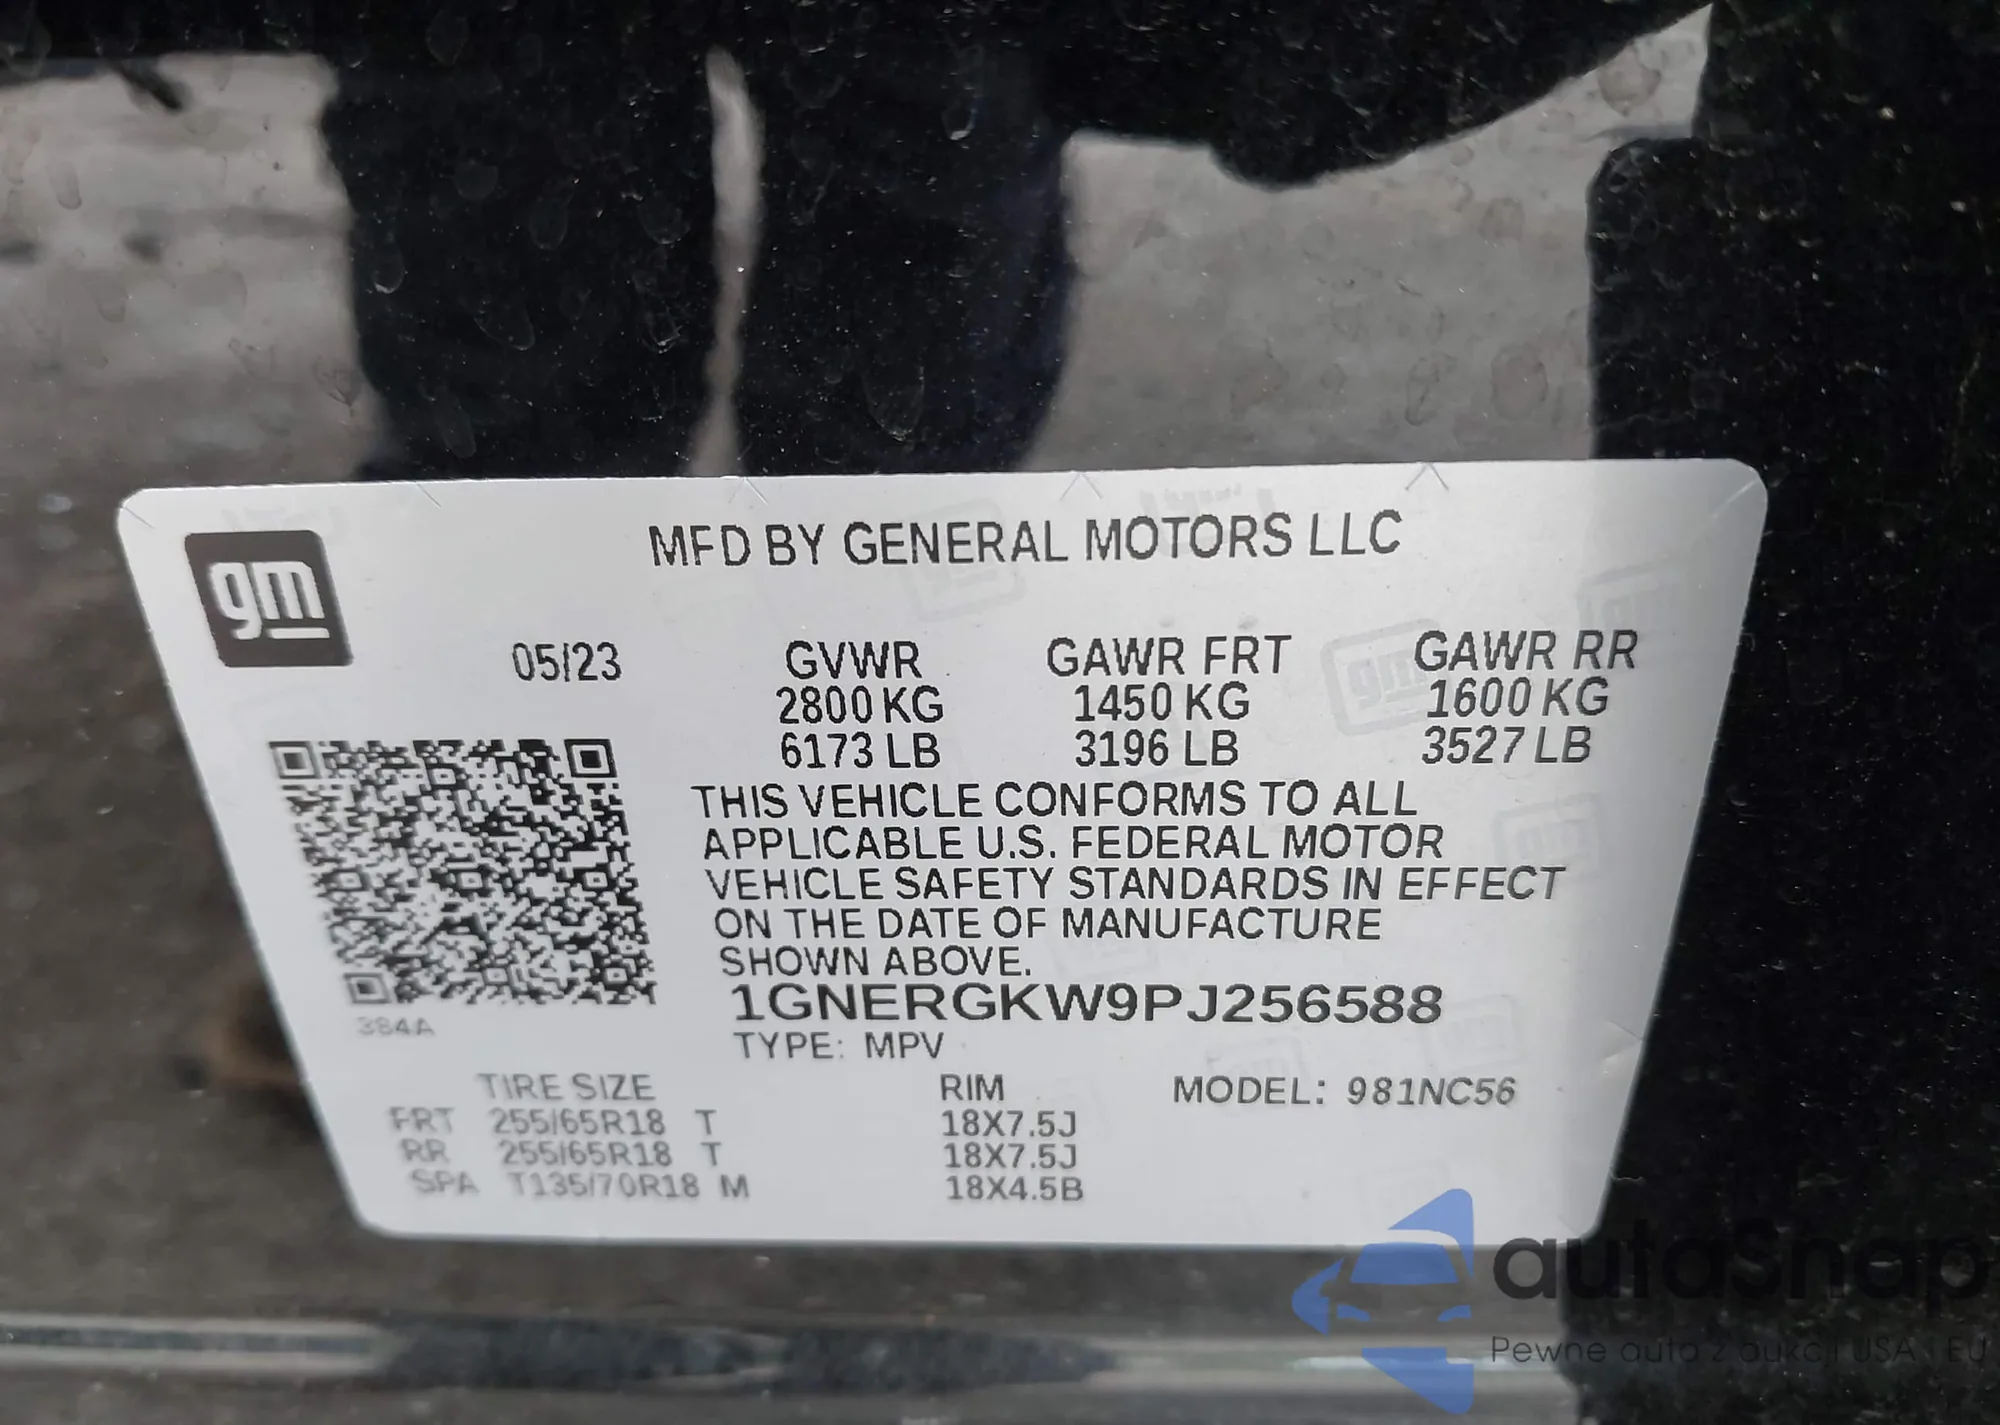 MFD BY GENERAL MOTORS LLC
gm
05/23 GVWR GAWR FRT GAWR RR
2800 KG 1450 KG 1600 KG
6173 LB 3196 LB 3527 LB
THIS VEHICLE CONFORMS TO ALL
APPLICABLE U.S. FEDERAL MOTOR
VEHICLE SAFETY STANDARDS IN EFFECT
ON THE DATE OF MANUFACTURE
SHOWN ABOVE.
1GNERGKW9PJ256588
384A
TYPE: MPV
TIRE SIZE RIM MODEL: 981NC56
FRT 255/65R18 T 18X7.5J
RR 255/65R18 T 18X7.5J
SPA T135/70R18 M 18X4.5B
autoSnap
Pewne auta z aukcji USA i EU